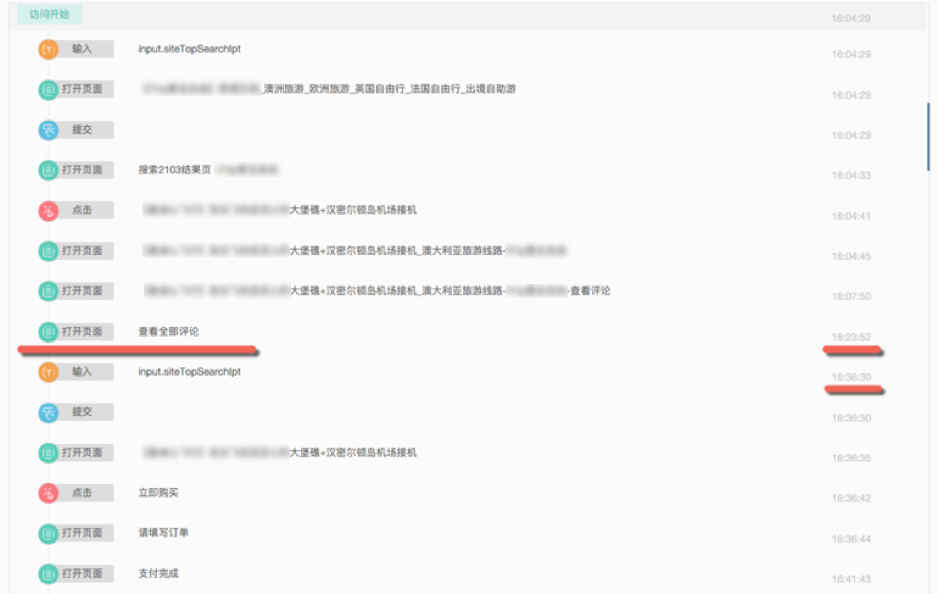 访问开始 16:04:29
输入 input.siteTopSearchIpt 16:04:29
打开页面 _澳洲旅游_欧洲旅游_英国自由行_法国自由行_出境自助游 16:04:29
提交 16:04:29
打开页面 搜索2103结果页 16:04:33
点击 大堡礁+汉密尔顿岛机场接机 16:04:41
打开页面 大堡礁+汉密尔顿岛机场接机_澳大利亚旅游线路- 16:04:45
打开页面 大堡礁+汉密尔顿岛机场接机_澳大利亚旅游线路- -查看评论 16:07:50
打开页面 查看全部评论 16:23:52
输入 input.siteTopSearchIpt 16:36:30
提交 16:36:30
打开页面 大堡礁+汉密尔顿岛机场接机 16:36:35
点击 立即购买 16:36:42
打开页面 请填写订单 16:36:44
打开页面 支付完成 16:41:43